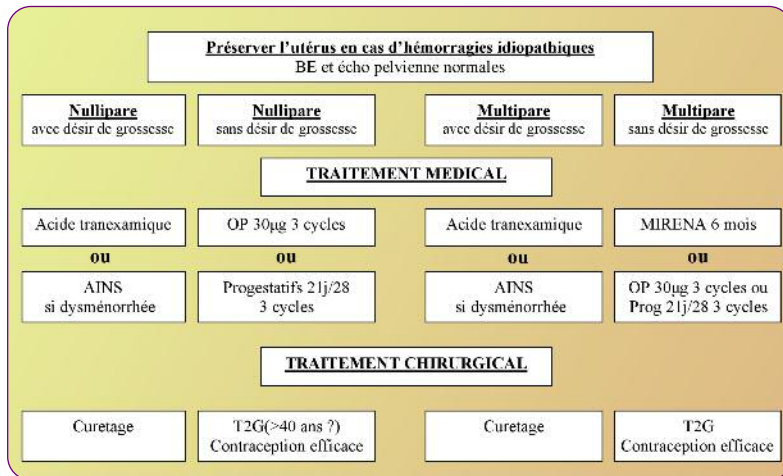 Préserver l'utérus en cas d'hémorragies idiopathiques
BE et écho pelvienne normales
Nullipare
avec désir de grossesse
Nullipare
sans désir de grossesse
Multipare
avec désir de grossesse
Multipare
sans désir de grossesse
TRAITEMENT MEDICAL
Acide tranexamique
OP 30µg 3 cycles
Acide tranexamique
MIRENA 6 mois
ou
ou
ou
ou
AINS
si dysménorrhée
Progestatifs 21j/28
3 cycles
AINS
si dysménorrhée
OP 30µg 3 cycles ou
Prog 21j/28 3 cycles
TRAITEMENT CHIRURGICAL
Curetage
T2G(>40 ans ?)
Contraception efficace
Curetage
T2G
Contraception efficace